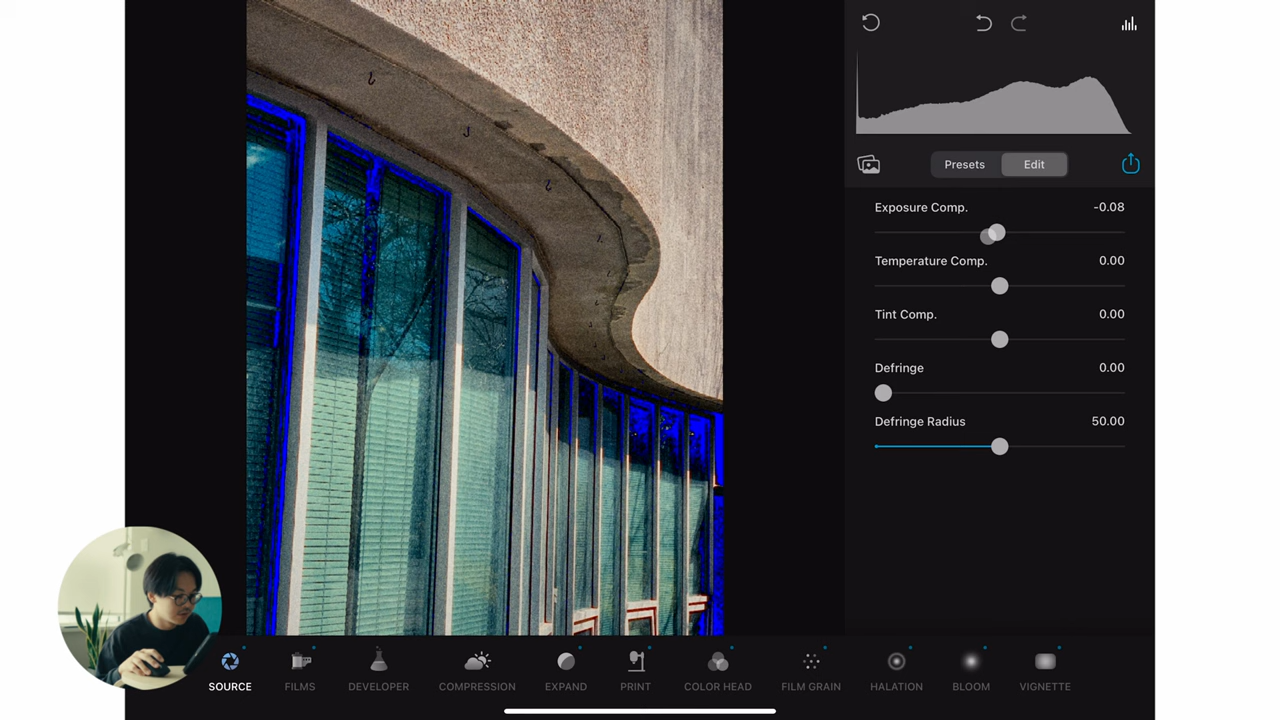 Presets Edit
Exposure Comp. -0.08
Temperature Comp. 0.00
Tint Comp. 0.00
Defringe 0.00
Defringe Radius 50.00
SOURCE FILMS DEVELOPER COMPRESSION EXPAND PRINT COLOR HEAD FILM GRAIN HALATION BLOOM VIGNETTE